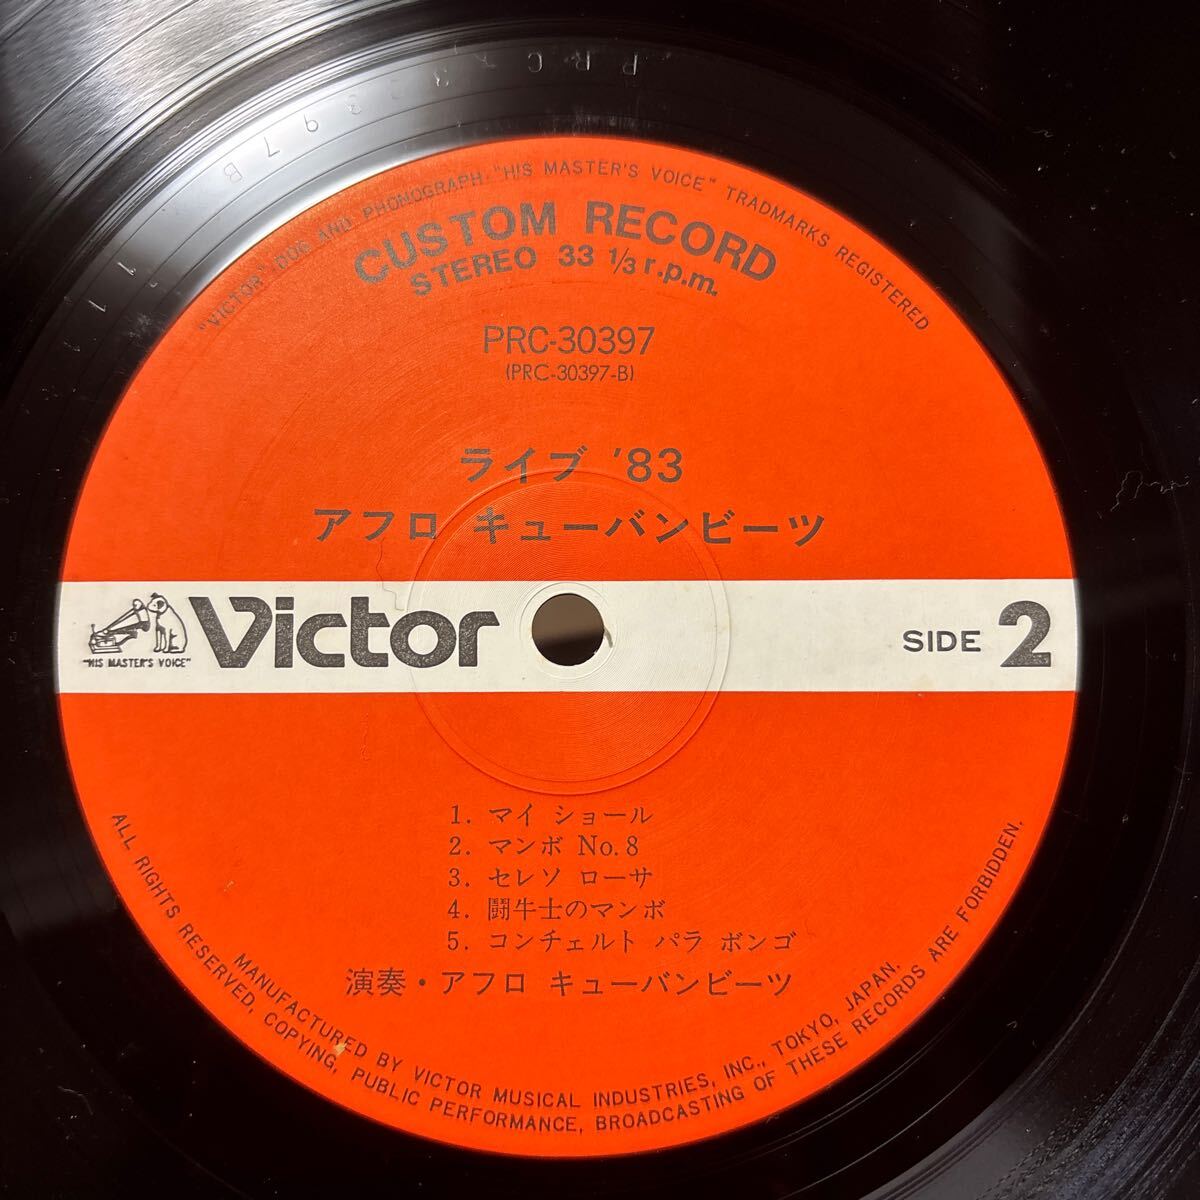 PRC-30397B
11
"VICTOR", DOG AND PHONOGRAPH, "HIS MASTER'S VOICE" TRADMARKS REGISTERED
CUSTOM RECORD
STEREO 33 1/3 r.p.m.
PRC-30397
(PRC-30397-B)
ライブ '83
アフロ キューバンビーツ
"HIS MASTER'S VOICE"
Victor
SIDE 2
1. マイ ショール
2. マンボ No.8
3. セレソ ローサ
4. 闘牛士のマンボ
5. コンチェルト パラ ボンゴ
演奏・アフロ キューバンビーツ
MANUFACTURED BY VICTOR MUSICAL INDUSTRIES, INC., TOKYO, JAPAN.
ALL RIGHTS RESERVED, COPYING, PUBLIC PERFORMANCE, BROADCASTING OF THESE RECORDS ARE FORBIDDEN.